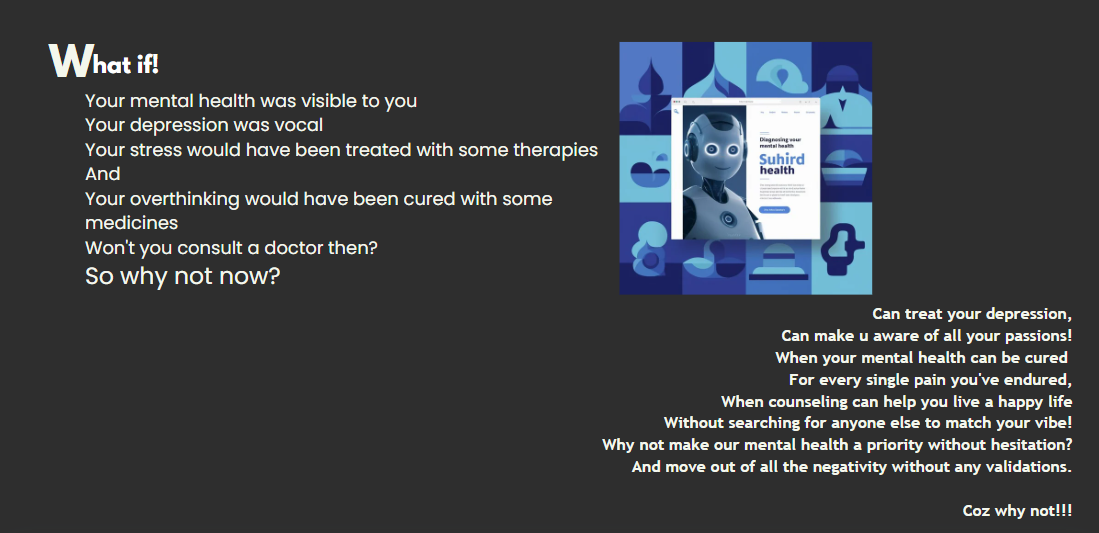 What if!
Your mental health was visible to you
Your depression was vocal
Your stress would have been treated with some therapies
And
Your overthinking would have been cured with some
medicines
Won't you consult a doctor then?
So why not now?
Diagnosing your
mental health
Suhird
health
Can treat your depression,
Can make u aware of all your passions!
When your mental health can be cured
For every single pain you've endured,
When counseling can help you live a happy life
Without searching for anyone else to match your vibe!
Why not make our mental health a priority without hesitation?
And move out of all the negativity without any validations.
Coz why not!!!